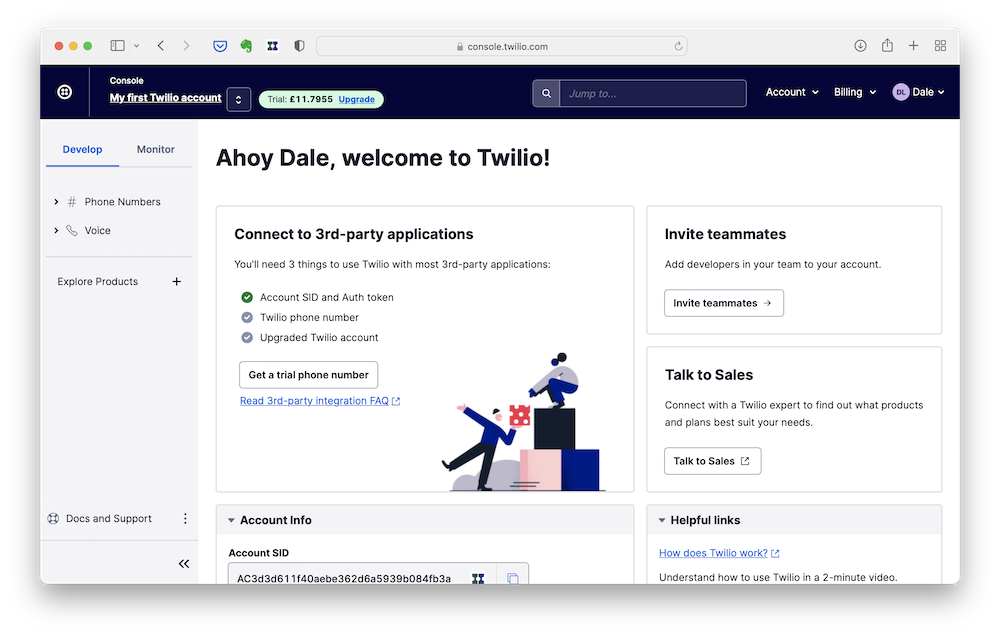 console.twilio.com
Console
My first Twilio account
Trial: £11.7955 Upgrade
Jump to...
Account
Billing
DL Dale
Develop
Monitor
Phone Numbers
Voice
Explore Products
Docs and Support
Ahoy Dale, welcome to Twilio!
Connect to 3rd-party applications
You'll need 3 things to use Twilio with most 3rd-party applications:
Account SID and Auth token
Twilio phone number
Upgraded Twilio account
Get a trial phone number
Read 3rd-party integration FAQ
Invite teammates
Add developers in your team to your account.
Invite teammates
Talk to Sales
Connect with a Twilio expert to find out what products
and plans best suit your needs.
Talk to Sales
Account Info
Account SID
AC3d3d611f40aebe362d6a5939b084fb3a
Helpful links
How does Twilio work?
Understand how to use Twilio in a 2-minute video.